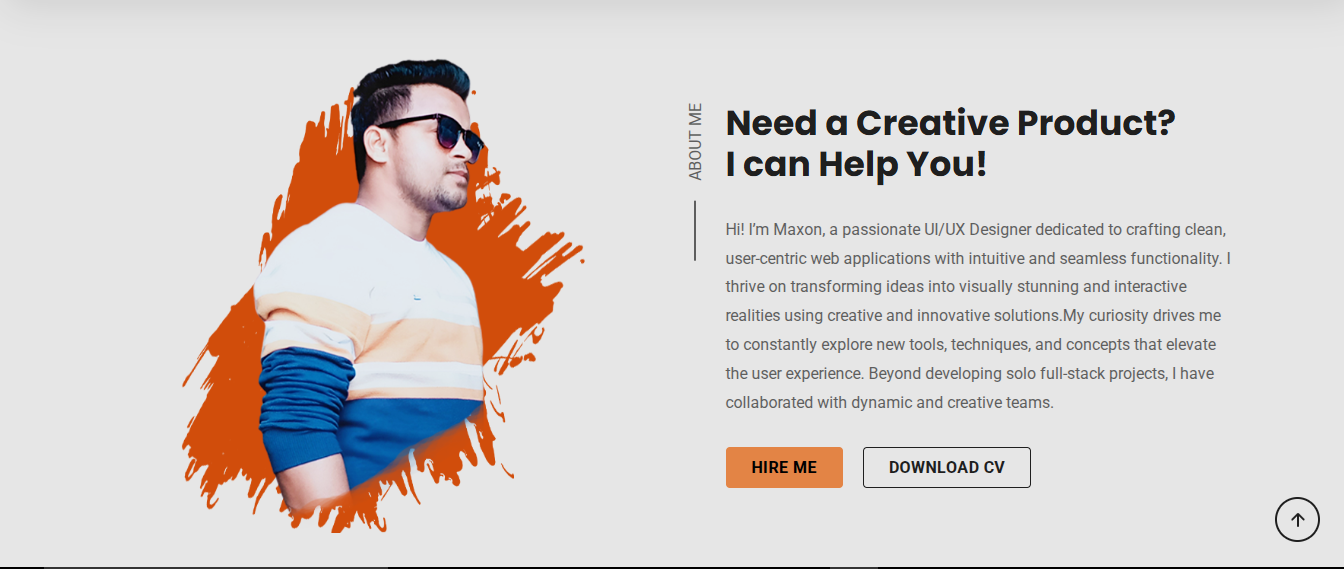 ABOUT ME
Need a Creative Product?
I can Help You!
Hi! I'm Maxon, a passionate UI/UX Designer dedicated to crafting clean,
user-centric web applications with intuitive and seamless functionality. I
thrive on transforming ideas into visually stunning and interactive
realities using creative and innovative solutions.My curiosity drives me
to constantly explore new tools, techniques, and concepts that elevate
the user experience. Beyond developing solo full-stack projects, I have
collaborated with dynamic and creative teams.
HIRE ME
DOWNLOAD CV